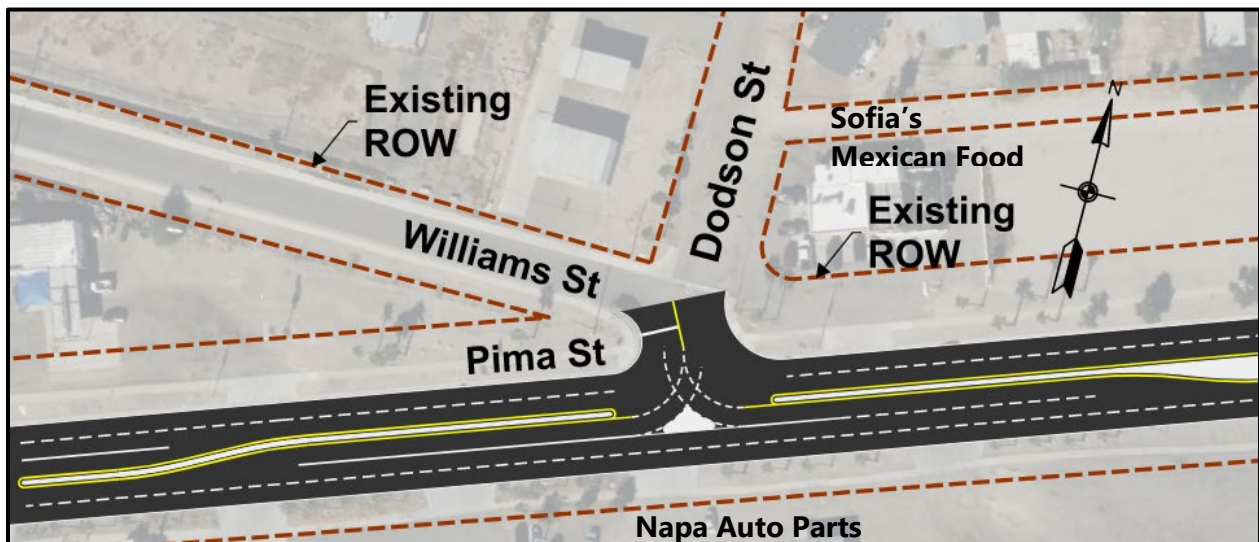 Existing
ROW
Dodson St
Sofia's
Mexican Food
N
Existing
ROW
Williams St
Pima St
Napa Auto Parts